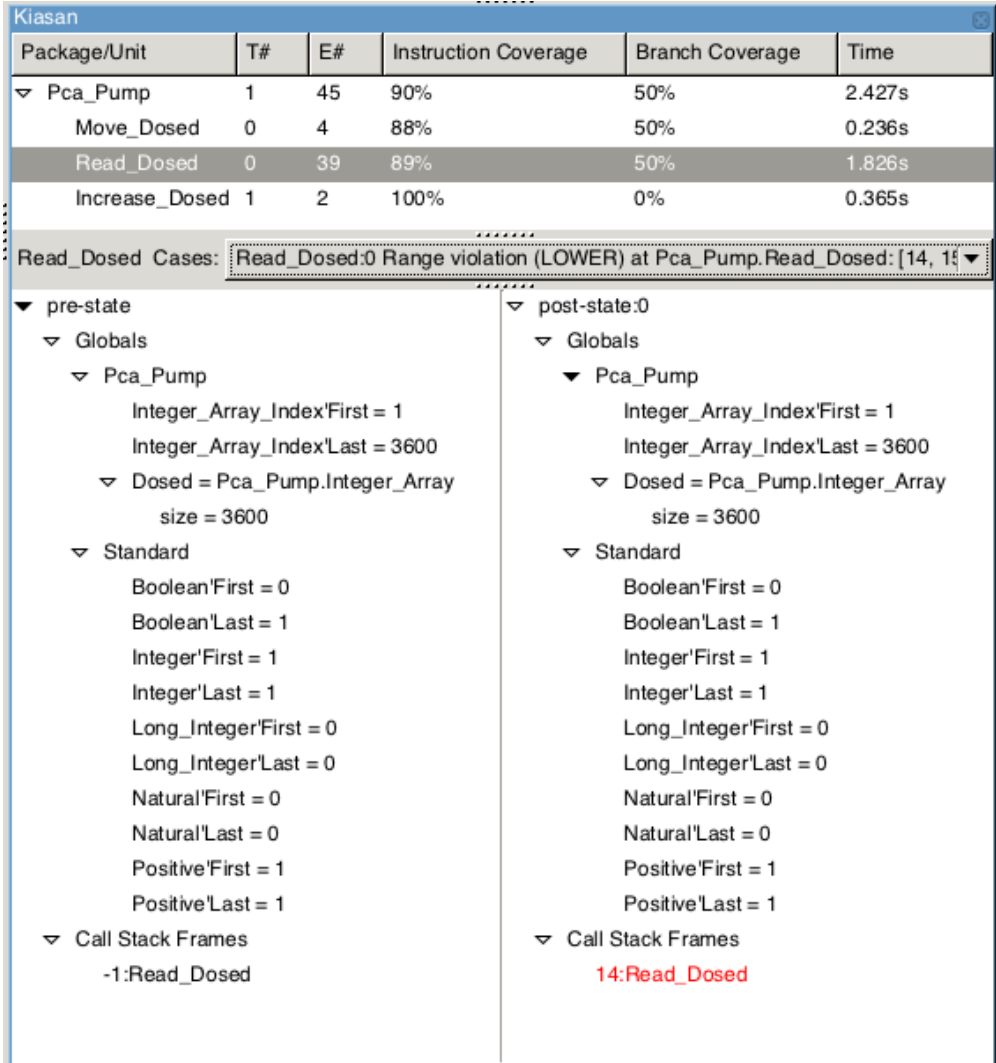 Kiasan
Package/Unit T# E# Instruction Coverage Branch Coverage Time
Pca_Pump 1 45 90% 50% 2.427s
Move_Dosed 0 4 88% 50% 0.236s
Read_Dosed 0 39 89% 50% 1.826s
Increase_Dosed 1 2 100% 0% 0.365s
Read_Dosed Cases: Read_Dosed:0 Range violation (LOWER) at Pca_Pump.Read_Dosed: [14, 15
pre-state
Globals
Pca_Pump
Integer_Array_Index'First = 1
Integer_Array_Index'Last = 3600
Dosed = Pca_Pump.Integer_Array
size = 3600
Standard
Boolean'First = 0
Boolean'Last = 1
Integer'First = 1
Integer'Last = 1
Long_Integer'First = 0
Long_Integer'Last = 0
Natural'First = 0
Natural'Last = 0
Positive'First = 1
Positive'Last = 1
Call Stack Frames
-1:Read_Dosed
post-state:0
Globals
Pca_Pump
Integer_Array_Index'First = 1
Integer_Array_Index'Last = 3600
Dosed = Pca_Pump.Integer_Array
size = 3600
Standard
Boolean'First = 0
Boolean'Last = 1
Integer'First = 1
Integer'Last = 1
Long_Integer'First = 0
Long_Integer'Last = 0
Natural'First = 0
Natural'Last = 0
Positive'First = 1
Positive'Last = 1
Call Stack Frames
14:Read_Dosed